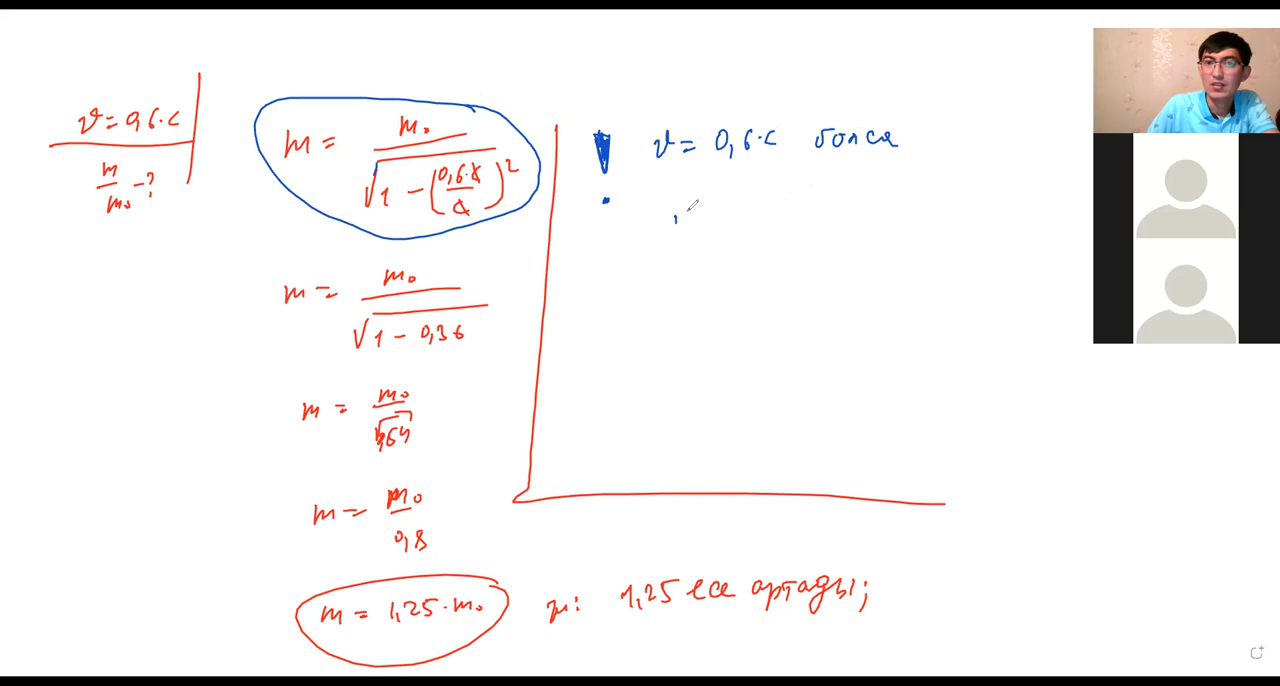 ϑ = 0,6·c
m/m₀ - ?
m = m₀/√(1 − (0,6·c/c)²)
m = m₀/√(1 − 0,36)
m = m₀/√0,64
m = m₀/0,8
m = 1,25·m₀
ж: 1,25 есе артады;
! ϑ = 0,6·c болса